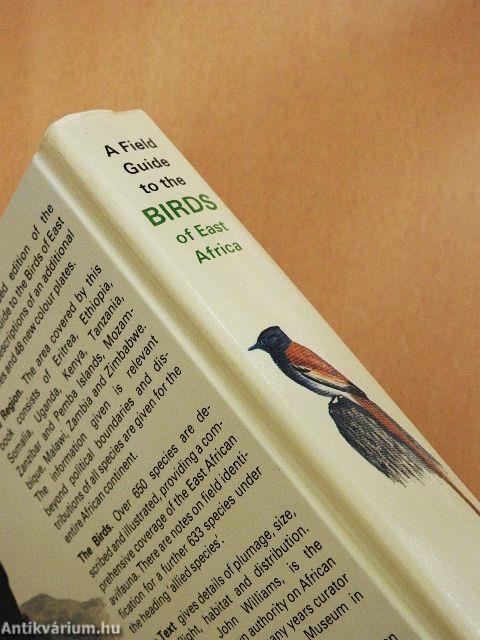 A Field
Guide
to the
BIRDS
of East
Africa
edition of the
Guide to the Birds of East
descriptions of an additional
and 48 new colour plates.
Region. The area covered by this
book consists of Eritrea, Ethiopia,
Somalia, Uganda, Kenya, Tanzania,
Zanzibar and Pemba Islands, Mozam-
bique, Malawi, Zambia and Zimbabwe.
The information given is relevant
beyond political boundaries and dis-
tributions of all species are given for the
entire African continent.
The Birds. Over 650 species are de-
scribed and illustrated, providing a com-
prehensive coverage of the East African
avifauna. There are notes on field identi-
fication for a further 633 species under
the heading 'allied species'.
Text gives details of plumage, size,
flight, habitat and distribution.
John Williams, is the
authority on African
many years curator
Museum in
Antikvárium.hu